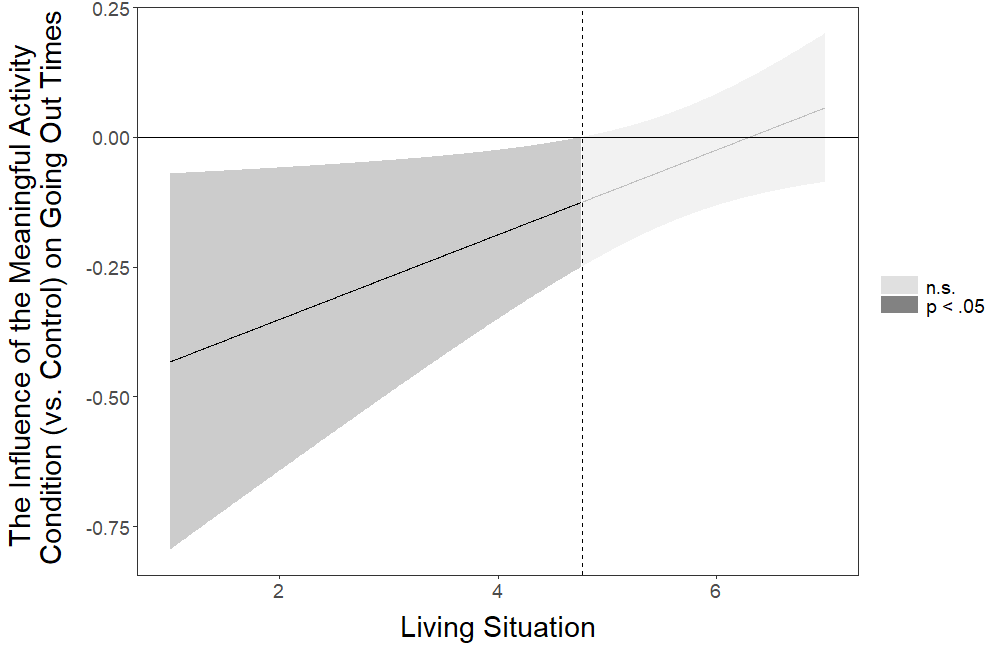 The Influence of the Meaningful Activity
Condition (vs. Control) on Going Out Times
0.25
0.00
-0.25
-0.50
-0.75
2
4
6
Living Situation
n.s.
p < .05